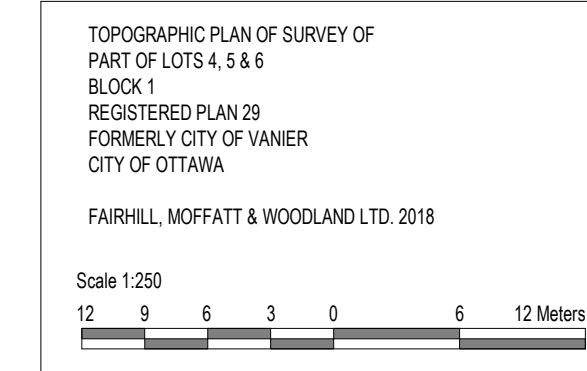 TOPOGRAPHIC PLAN OF SURVEY OF
PART OF LOTS 4, 5 & 6
BLOCK 1
REGISTERED PLAN 29
FORMERLY CITY OF VANIER
CITY OF OTTAWA
FAIRHILL, MOFFATT & WOODLAND LTD. 2018
Scale 1:250
12 9 6 3 0 6 12 Meters